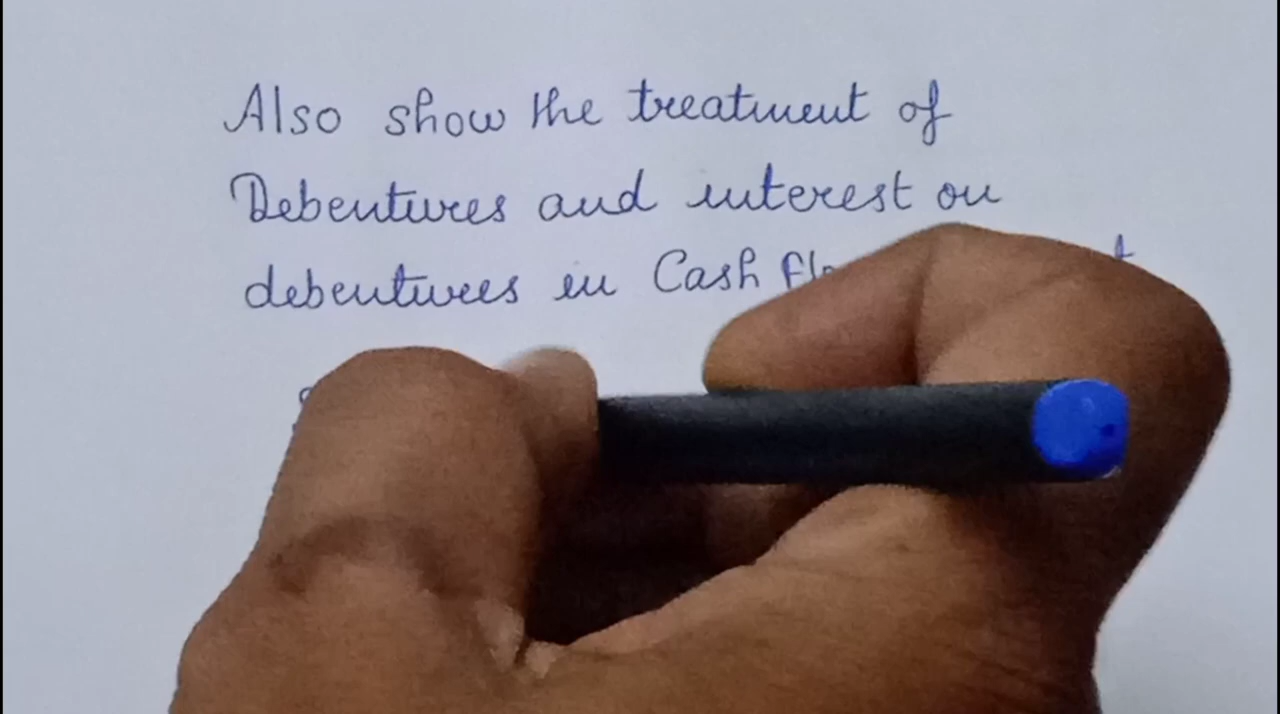 Also show the treatment of
Debentures and interest on
debentures in Cash